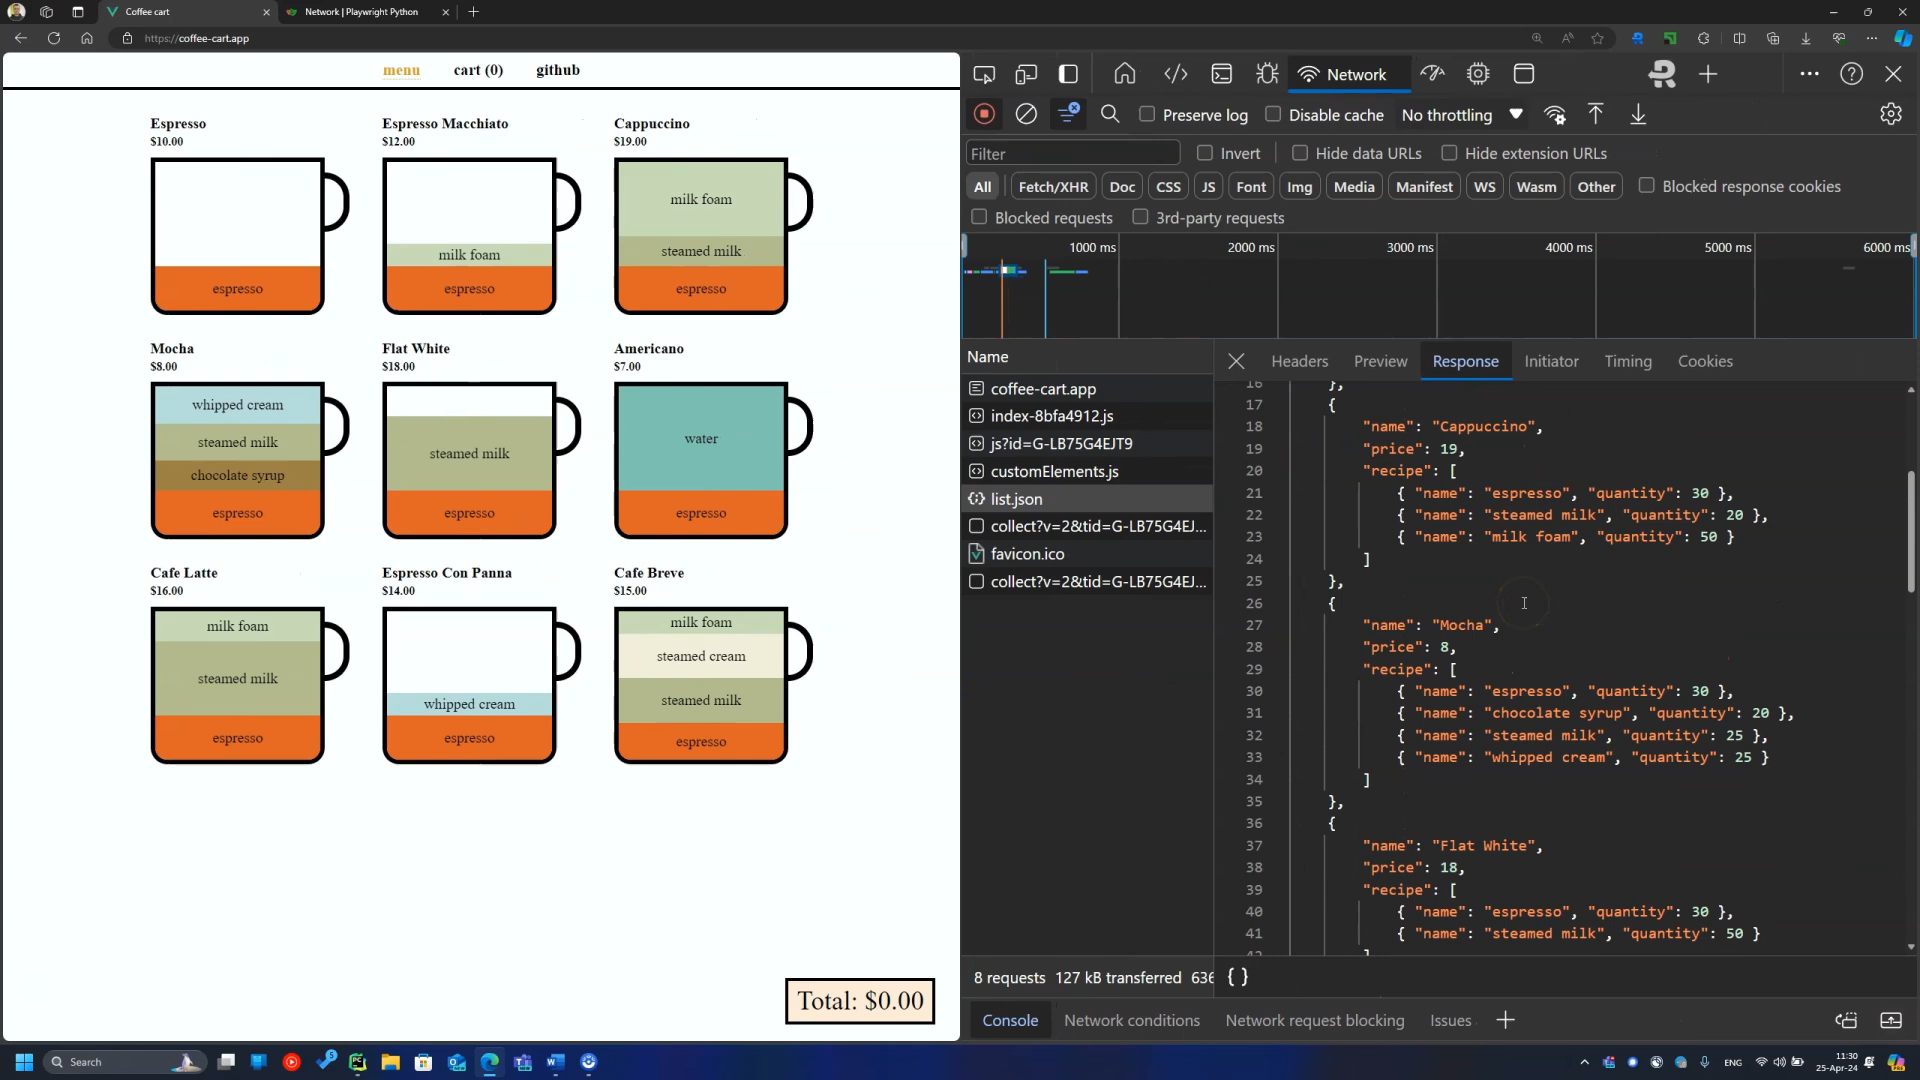 Coffee cart
Network | Playwright Python
https://coffee-cart.app
menu
cart (0)
github
Espresso
$10.00
espresso
Espresso Macchiato
$12.00
milk foam
espresso
Cappuccino
$19.00
milk foam
steamed milk
espresso
Mocha
$8.00
whipped cream
steamed milk
chocolate syrup
espresso
Flat White
$18.00
steamed milk
espresso
Americano
$7.00
water
espresso
Cafe Latte
$16.00
milk foam
steamed milk
espresso
Espresso Con Panna
$14.00
whipped cream
espresso
Cafe Breve
$15.00
milk foam
steamed cream
steamed milk
espresso
Total: $0.00
Network
Preserve log
Disable cache
No throttling
Filter
Invert
Hide data URLs
Hide extension URLs
All
Fetch/XHR
Doc
CSS
JS
Font
Img
Media
Manifest
WS
Wasm
Other
Blocked response cookies
Blocked requests
3rd-party requests
1000 ms
2000 ms
3000 ms
4000 ms
5000 ms
6000 ms
Name
coffee-cart.app
index-8bfa4912.js
js?id=G-LB75G4EJT9
customElements.js
list.json
collect?v=2&tid=G-LB75G4EJ...
favicon.ico
collect?v=2&tid=G-LB75G4EJ...
8 requests
127 kB transferred
636
Headers
Preview
Response
Initiator
Timing
Cookies
16 },
17 {
18 "name": "Cappuccino",
19 "price": 19,
20 "recipe": [
21 { "name": "espresso", "quantity": 30 },
22 { "name": "steamed milk", "quantity": 20 },
23 { "name": "milk foam", "quantity": 50 }
24 ]
25 },
26 {
27 "name": "Mocha",
28 "price": 8,
29 "recipe": [
30 { "name": "espresso", "quantity": 30 },
31 { "name": "chocolate syrup", "quantity": 20 },
32 { "name": "steamed milk", "quantity": 25 },
33 { "name": "whipped cream", "quantity": 25 }
34 ]
35 },
36 {
37 "name": "Flat White",
38 "price": 18,
39 "recipe": [
40 { "name": "espresso", "quantity": 30 },
41 { "name": "steamed milk", "quantity": 50 }
42 ]
{ }
Console
Network conditions
Network request blocking
Issues
Search
5
ENG
11:30
25-Apr-24